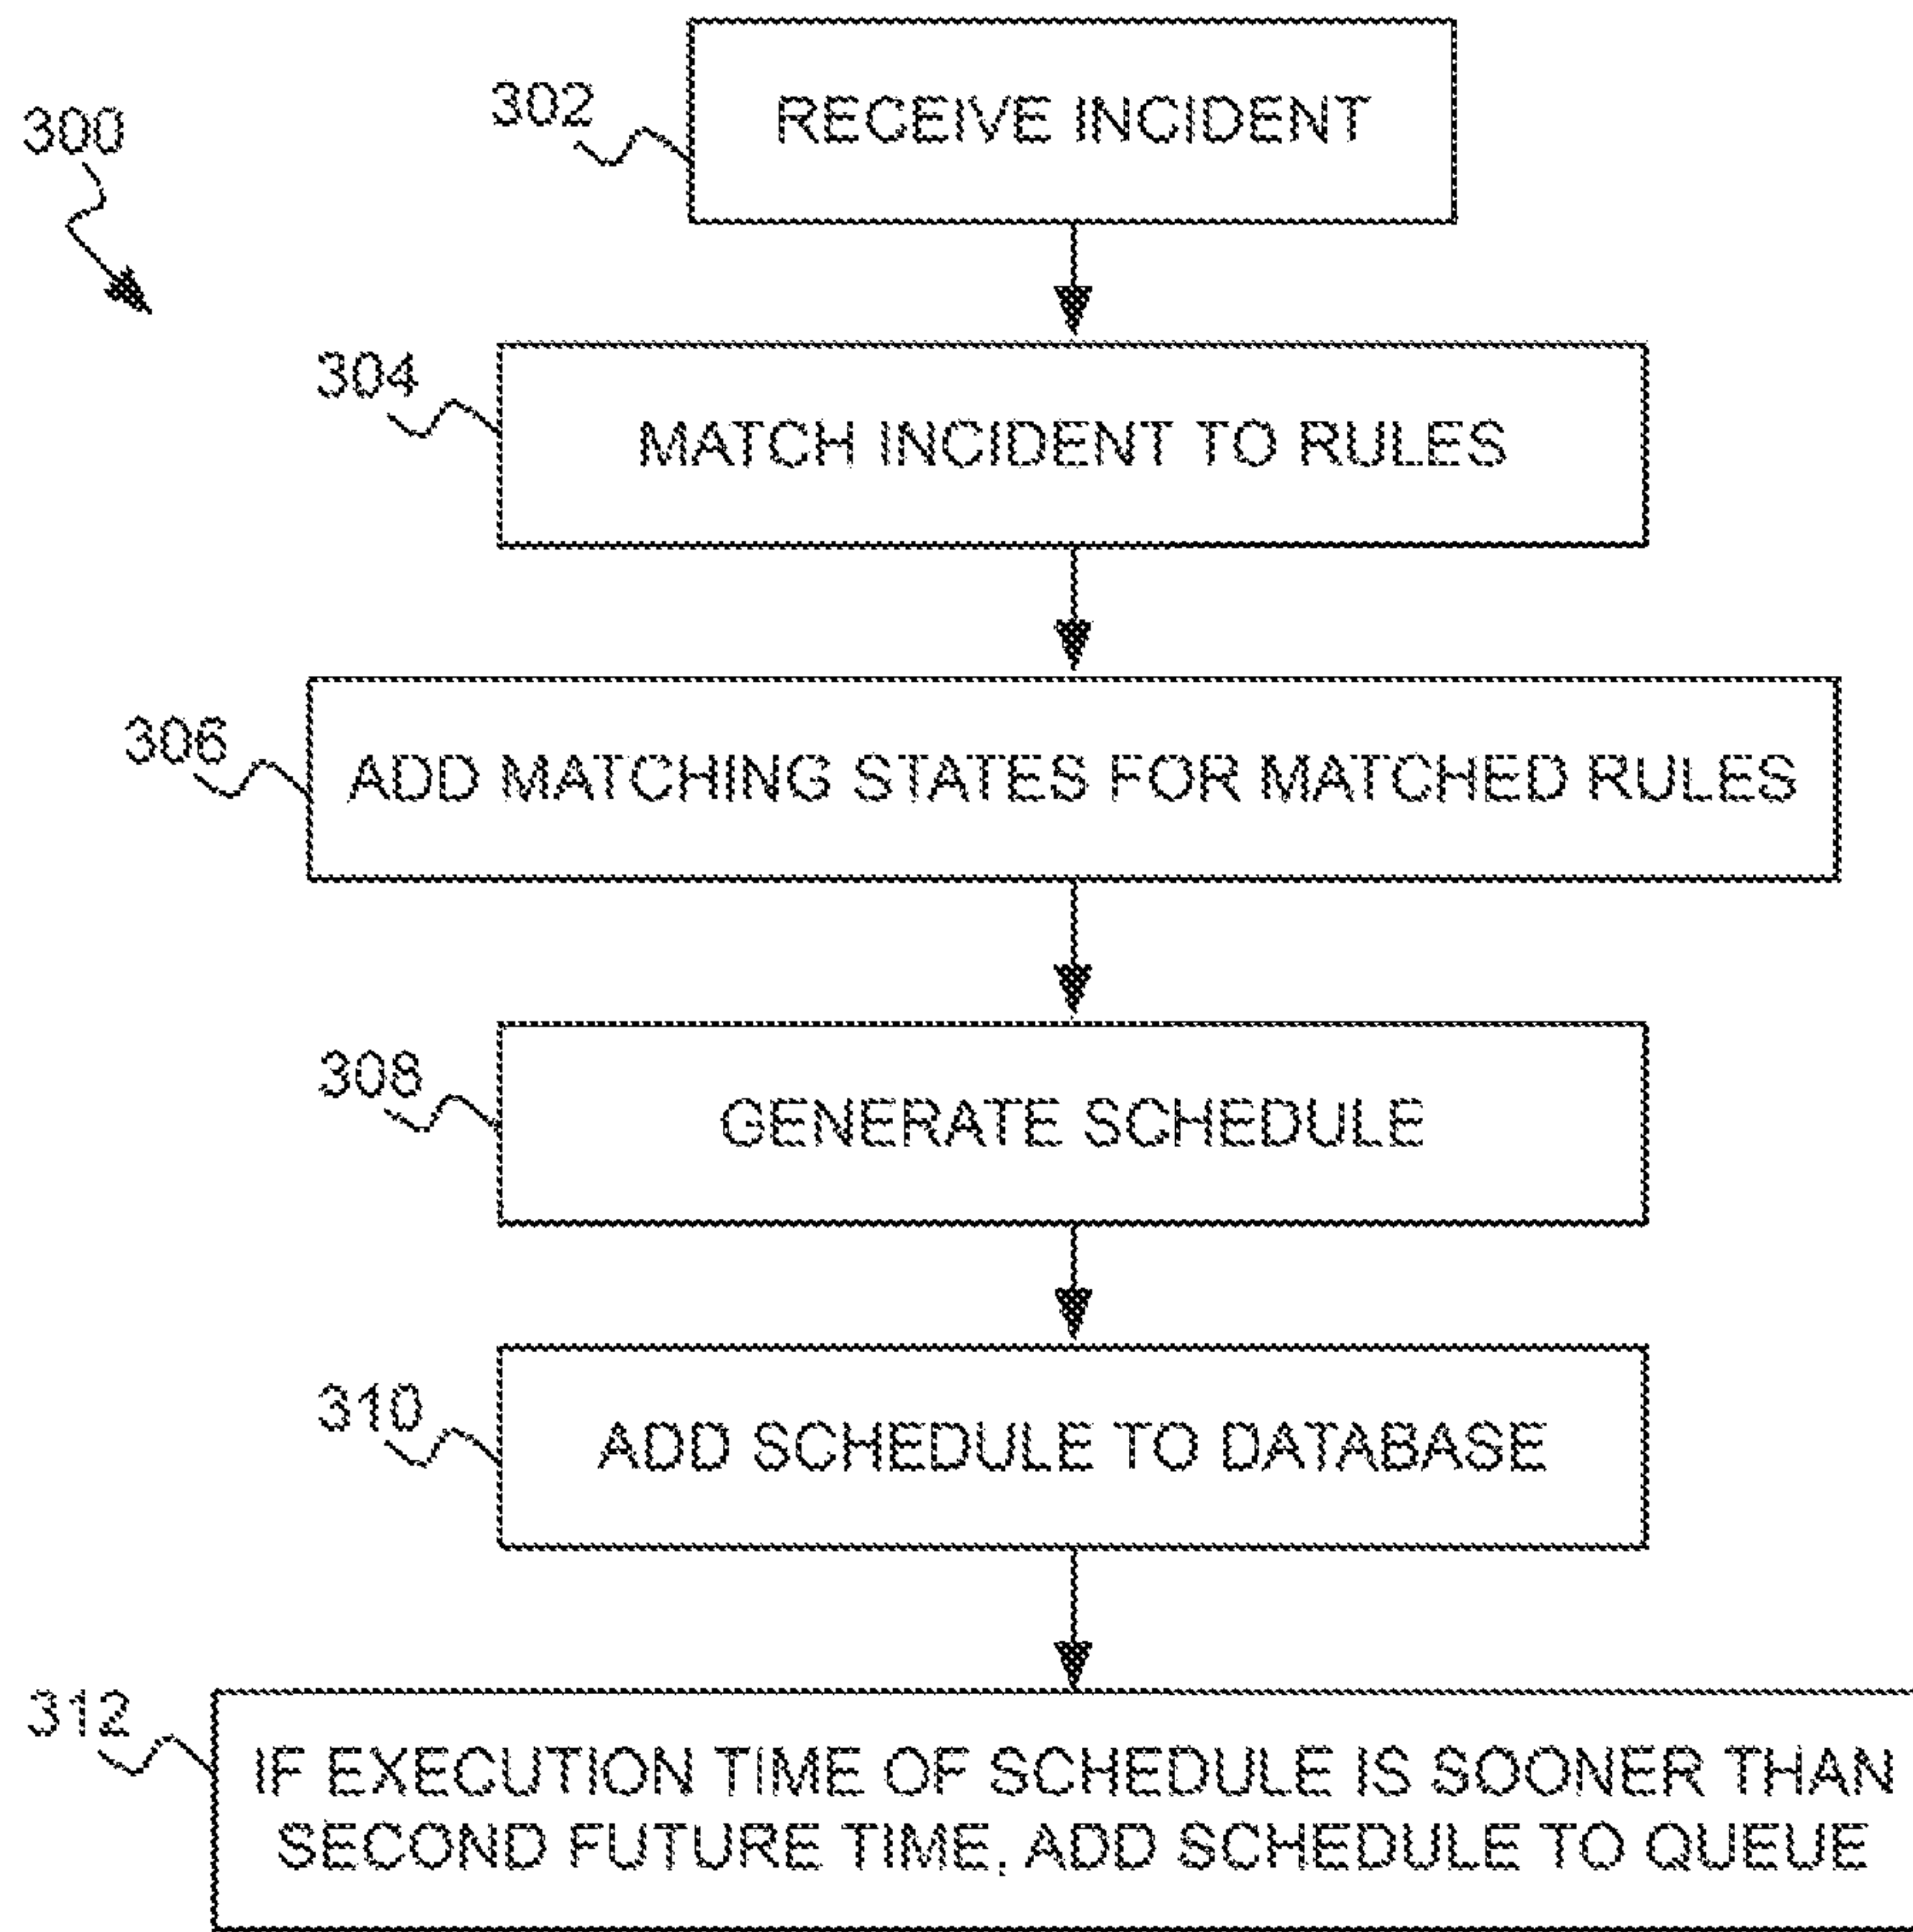 300
302
RECEIVE INCIDENT
304
MATCH INCIDENT TO RULES
306
ADD MATCHING STATES FOR MATCHED RULES
308
GENERATE SCHEDULE
310
ADD SCHEDULE TO DATABASE
312
IF EXECUTION TIME OF SCHEDULE IS SOONER THAN
SECOND FUTURE TIME, ADD SCHEDULE TO QUEUE